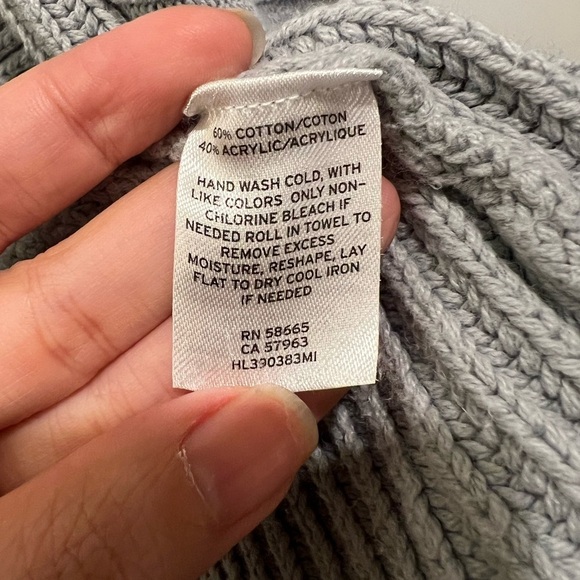 60% COTTON/COTON
40% ACRYLIC/ACRYLIQUE
HAND WASH COLD, WITH
LIKE COLORS ONLY NON-
CHLORINE BLEACH IF
NEEDED ROLL IN TOWEL TO
REMOVE EXCESS
MOISTURE, RESHAPE, LAY
FLAT TO DRY COOL IRON
IF NEEDED
RN 58665
CA 57963
HL390383MI